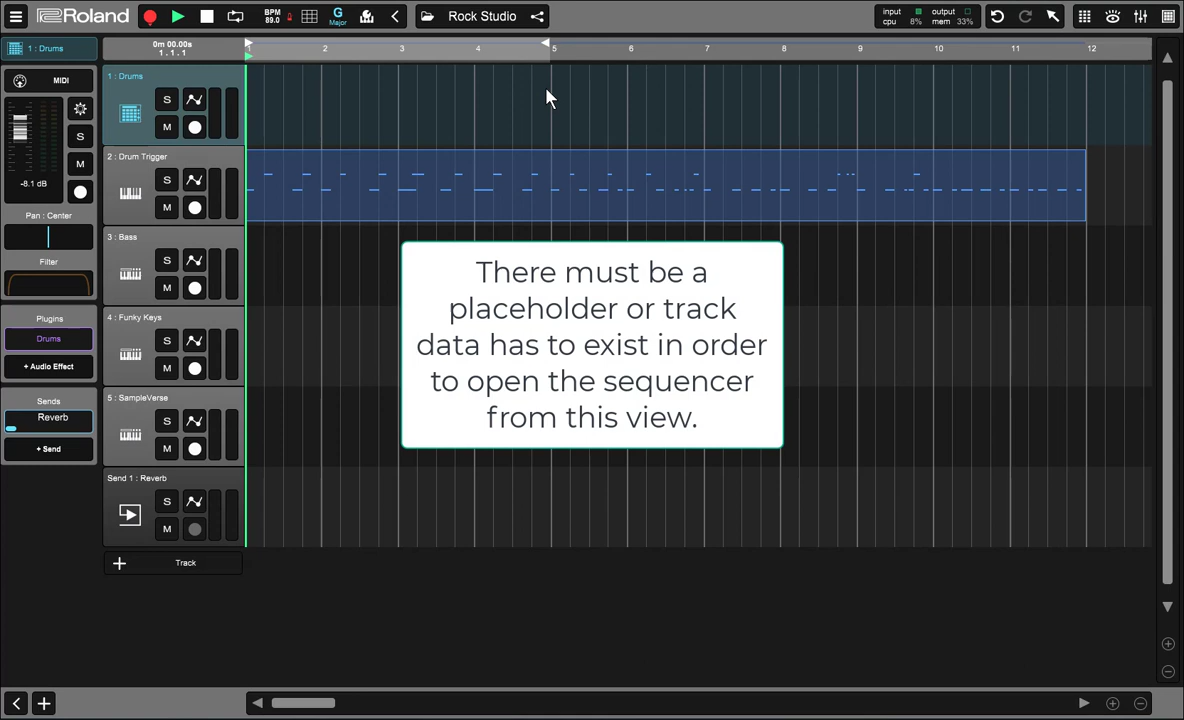 Roland
BPM
89.0
G
Major
Rock Studio
input
cpu 8%
output
mem 33%
1 : Drums
0m 00.00s
1 . 1 . 1
1 2 3 4 5 6 7 8 9 10 11 12
MIDI
S
M
-8.1 dB
Pan : Center
Filter
Plugins
Drums
+ Audio Effect
Sends
Reverb
+ Send
1 : Drums
S
M
2 : Drum Trigger
S
M
3 : Bass
S
M
4 : Funky Keys
S
M
5 : SampleVerse
S
M
Send 1 : Reverb
S
M
+ Track
There must be a
placeholder or track
data has to exist in order
to open the sequencer
from this view.